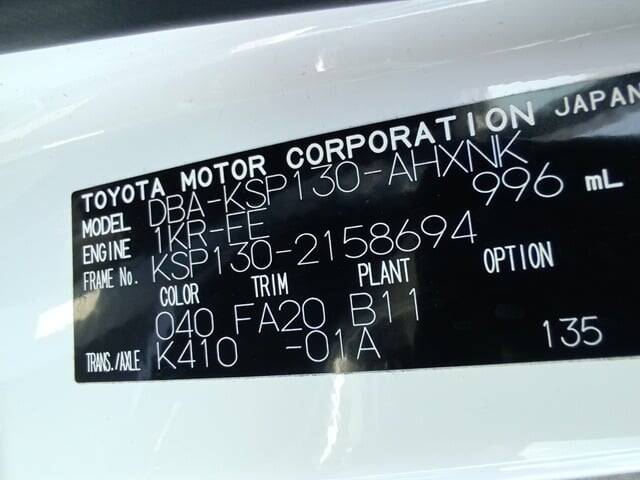 TOYOTA MOTOR CORPORATION JAPAN
MODEL DBA-KSP130-AHXNK
ENGINE 1KR-FE 996 mL
FRAME No. KSP130-2158694
COLOR TRIM PLANT OPTION
040 FA20 B11
TRANS./AXLE K410 -01A 135